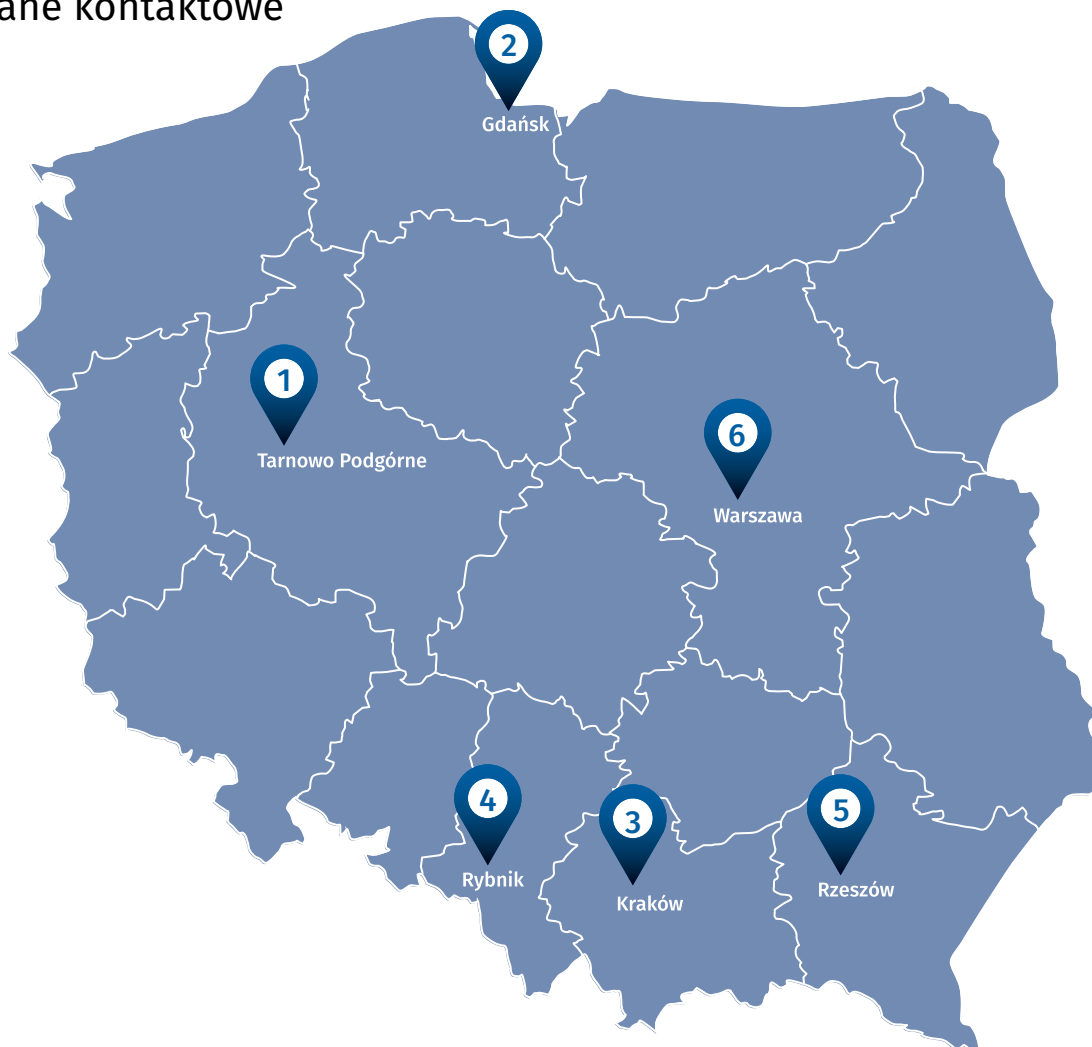 ane kontaktowe
2
Gdańsk
1
Tarnowo Podgórne
6
Warszawa
4
Rybnik
3
Kraków
5
Rzeszów